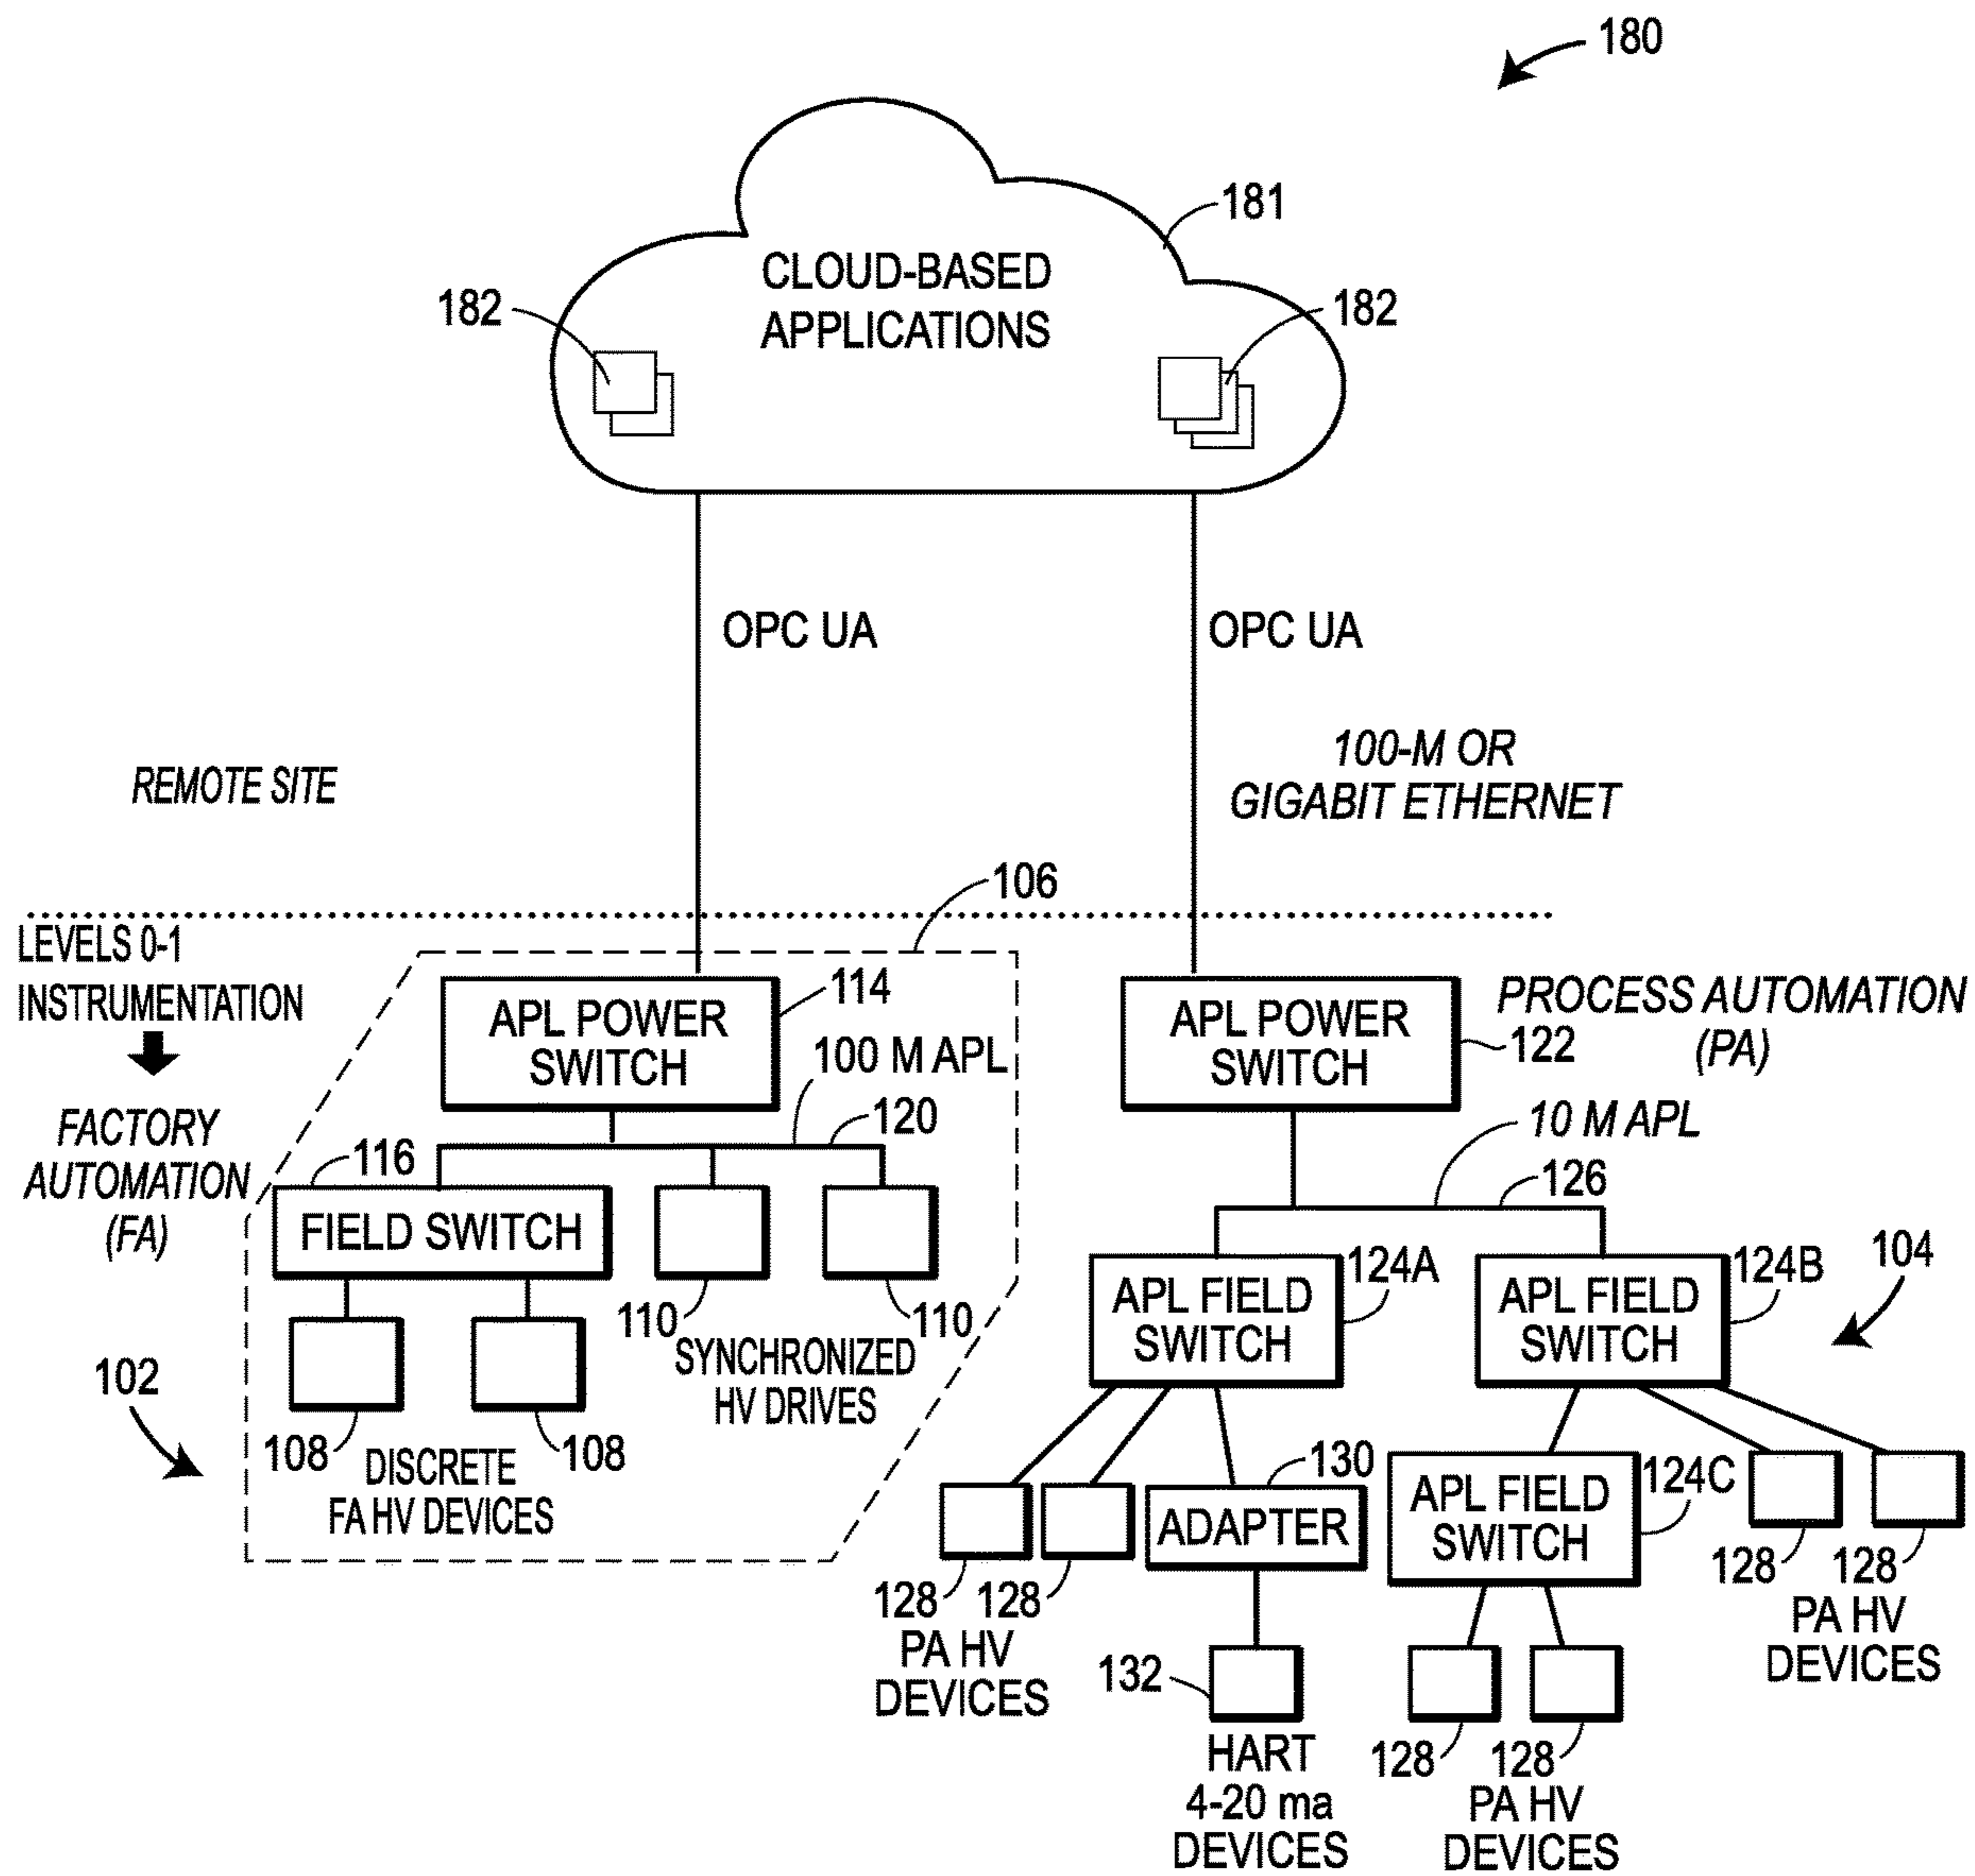 180
181
CLOUD-BASED
APPLICATIONS
182
182
OPC UA
OPC UA
100-M OR
GIGABIT ETHERNET
REMOTE SITE
106
LEVELS 0-1
INSTRUMENTATION
FACTORY
AUTOMATION
(FA)
APL POWER
SWITCH
114
100 M APL
120
116
FIELD SWITCH
110
110
SYNCHRONIZED
HV DRIVES
102
108
108
DISCRETE
FA HV DEVICES
APL POWER
SWITCH
PROCESS AUTOMATION
(PA)
122
10 M APL
126
APL FIELD
SWITCH
124A
APL FIELD
SWITCH
124B
104
130
ADAPTER
APL FIELD
SWITCH
124C
128
128
PA HV
DEVICES
128
128
PA HV
DEVICES
132
HART
4-20 ma
DEVICES
128
128
PA HV
DEVICES